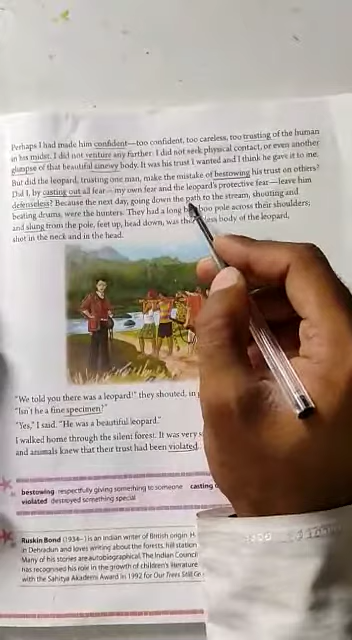 Perhaps I had made him confident—too confident, too careless, too trusting of the human
in his midst. I did not venture any further. I did not seek physical contact, or even another
glimpse of that beautiful sinewy body. It was his trust I wanted and I think he gave it to me.
But did the leopard, trusting one man, make the mistake of bestowing his trust on others?
Did I, by casting out all fear—my own fear and the leopard's protective fear—leave him
defenseless? Because the next day, going down the path to the stream, shouting and
beating drums, were the hunters. They had a long pole across their shoulders;
and slung from the pole, feet up, head down, was the body of the leopard,
shot in the neck and in the head.
"We told you there was a leopard!" they shouted, in
"Isn't he a fine specimen?"
"Yes," I said. "He was a beautiful leopard."
I walked home through the silent forest. It was very
and animals knew that their trust had been violated.
bestowing respectfully giving something to someone casting
violated destroyed something special
Ruskin Bond (1934– ) is an Indian writer of British origin. H
in Dehradun and loves writing about the forests, hill station
Many of his stories are autobiographical. The Indian Council
has recognised his role in the growth of children's literature
with the Sahitya Akademi Award in 1992 for Our Trees Still Gr